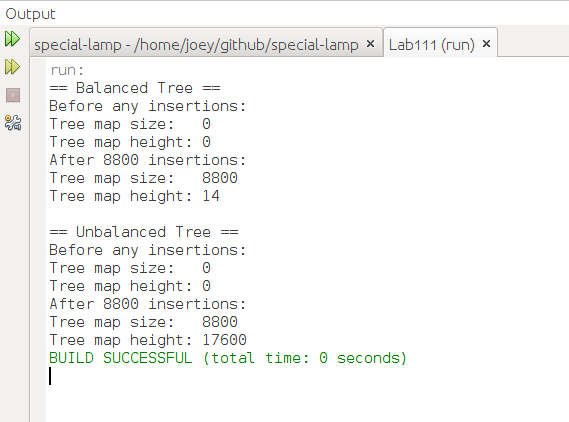 Output
special-lamp - /home/joey/github/special-lamp × Lab111 (run) ×
run:
== Balanced Tree ==
Before any insertions:
Tree map size:   0
Tree map height: 0
After 8800 insertions:
Tree map size:   8800
Tree map height: 14

== Unbalanced Tree ==
Before any insertions:
Tree map size:   0
Tree map height: 0
After 8800 insertions:
Tree map size:   8800
Tree map height: 17600
BUILD SUCCESSFUL (total time: 0 seconds)